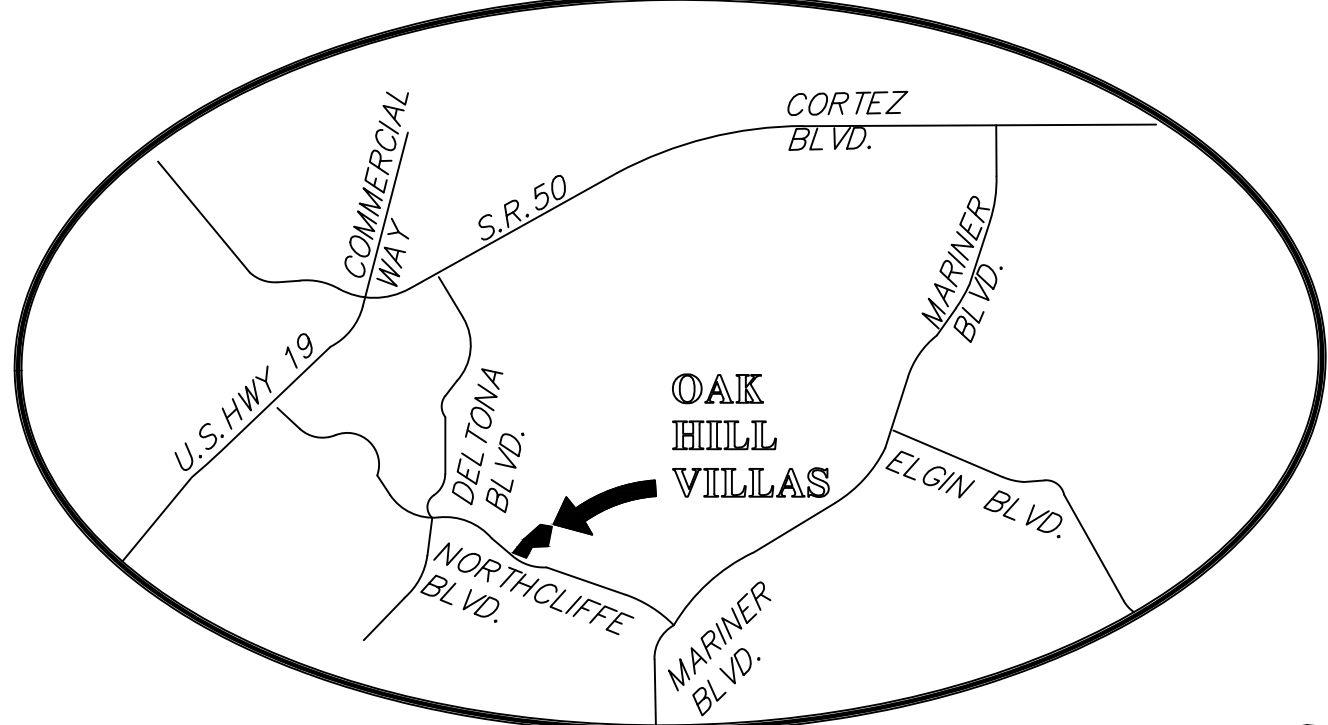 CORTEZ
BLVD.
COMMERCIAL
WAY
S.R. 50
MARINER
BLVD.
U.S. HWY 19
DELTONA
BLVD.
OAK
HILL
VILLAS
ELGIN BLVD.
NORTHCLIFFE
BLVD.
MARINER
BLVD.